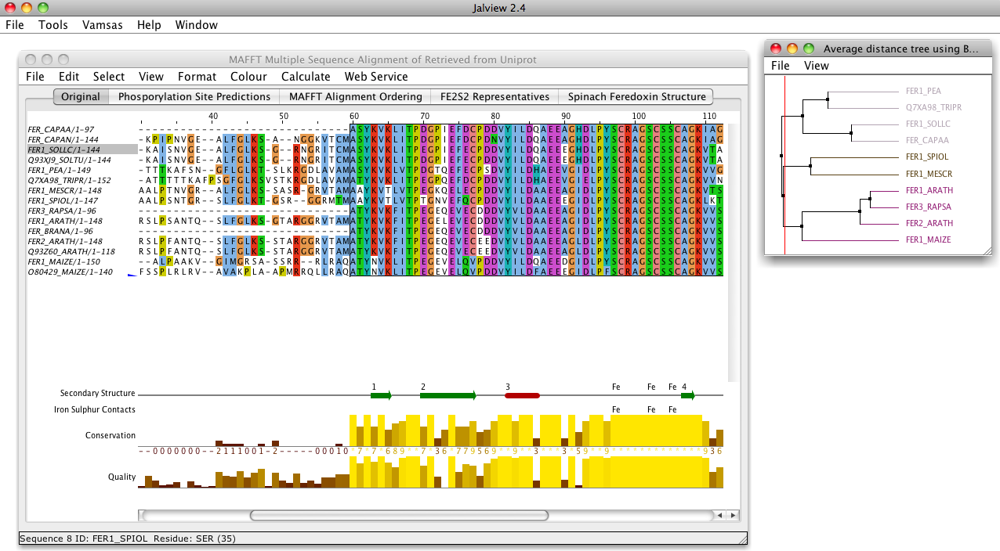 Jalview 2.4
File Tools Vamsas Help Window
MAFFT Multiple Sequence Alignment of Retrieved from Uniprot
File Edit Select View Format Colour Calculate Web Service
Original Phosporylation Site Predictions MAFFT Alignment Ordering FE2S2 Representatives Spinach Feredoxin Structure
40 50 60 70 80 90 100 110
FER_CAPAA/1-97 ------------------------------ASYKVKLITPDGPIEFDCPDDVYILDQAEEAGHDLPYSCRAGSCSSCAGKIAG
FER_CAPAN/1-144 -KPIPNVGE--ALFGLKS-A--NGGRVTCMASYKVKLITPDGPIEFDCPDNVYILDQAEEAGHDLPYSCRAGSCSSCAGKIAG
FER1_SOLLC/1-144 -KAISNVGE--ALFGLKS-G--RNGRITCMASYKVKLITPDGPIEFECPDDVYILDQAEEEGHDLPYSCRAGSCSSCAGKVTA
Q93XJ9_SOLTU/1-144 -KAISNVGE--ALFGLKS-G--RNGRITCMASYKVKLITPDGPIEFECPDDVYILDQAEEEGHDLPYSCRAGSCSSCAGKVTA
FER1_PEA/1-149 -TTTKAFSN--GFLGLKT-SLKRGDLAVAMASYKVKLVTPDGTQEFECPSDVYILDHAEEVGIDLPYSCRAGSCSSCAGKVVG
Q7XA98_TRIPR/1-152 -ATTTTKAFPSGFGLKSVSTKRGDLAVAMATYKVKLITPEGPQEFDCPDDVYILDHAEEVGIDLPYSCRAGSCSSCAGKVVN
FER1_MESCR/1-148 AALPTNVGR--ALFGLKS-SASR-GRVTAMAAYKVTLVTPEGKQELECPDDVYILDAAEEAGIDLPYSCRAGSCSSCAGKVTS
FER1_SPIOL/1-147 AALPSNTGR--SLFGLKT-GSR--GGRMTMAAYKVTLVTPTGNVEFQCPDDVYILDAAEEEGIDLPYSCRAGSCSSCAGKLKT
FER3_RAPSA/1-96 ------------------------------ATYKVKFITPEGEQEVECDDDVYVLDAAEEAGIDLPYSCRAGSCSSCAGKVVS
FER1_ARATH/1-148 RSLPSANTQ--SLFGLKS-GTARGGRVTAMATYKVKFITPEGELEVECDDDVYVLDAAEEAGIDLPYSCRAGSCSSCAGKVVS
FER_BRANA/1-96 ------------------------------ATYKVKFITPEGEQEVECDDDVYVLDAAEEAGIDLPYSCRAGSCSSCAGKVVS
FER2_ARATH/1-148 RSLPFANTQ--SLFGLKS-STARGGRVTAMATYKVKFITPEGEQEVECEEDVYVLDAAEEAGLDLPYSCRAGSCSSCAGKVVS
Q93Z60_ARATH/1-118 RSLPFANTQ--SLFGLKS-STARGGRVTAMATYKVKFITPEGEQEVECEEDVYVLDAAEEAGLDLPYSCRAGSCSSCAGKVVS
FER1_MAIZE/1-150 --ALPAAKV--GIMGRSA-SSRR--RLRAQATYNVKLITPEGEVELQVPDDVYILDQAEEDGIDLPYSCRAGSCSSCAGKVVS
O80429_MAIZE/1-140 FSSPLRLRV--AVAKPLA-APMRRQLLRAQATYNVKLITPEGEVELQVPDDVYILDFAEEEGIDLPFSCRAGSCSSCAGKVVS
1 2 3 Fe Fe Fe 4
Secondary Structure
Iron Sulphur Contacts Fe Fe Fe
Conservation
--0000000--2111001-2-----00010*7*7*689**7*36*779569**9**3***3*59**9*************936
Quality
Sequence 8 ID: FER1_SPIOL Residue: SER (35)
Average distance tree using B...
File View
FER1_PEA
Q7XA98_TRIPR
FER1_SOLLC
FER_CAPAA
FER1_SPIOL
FER1_MESCR
FER1_ARATH
FER3_RAPSA
FER2_ARATH
FER1_MAIZE